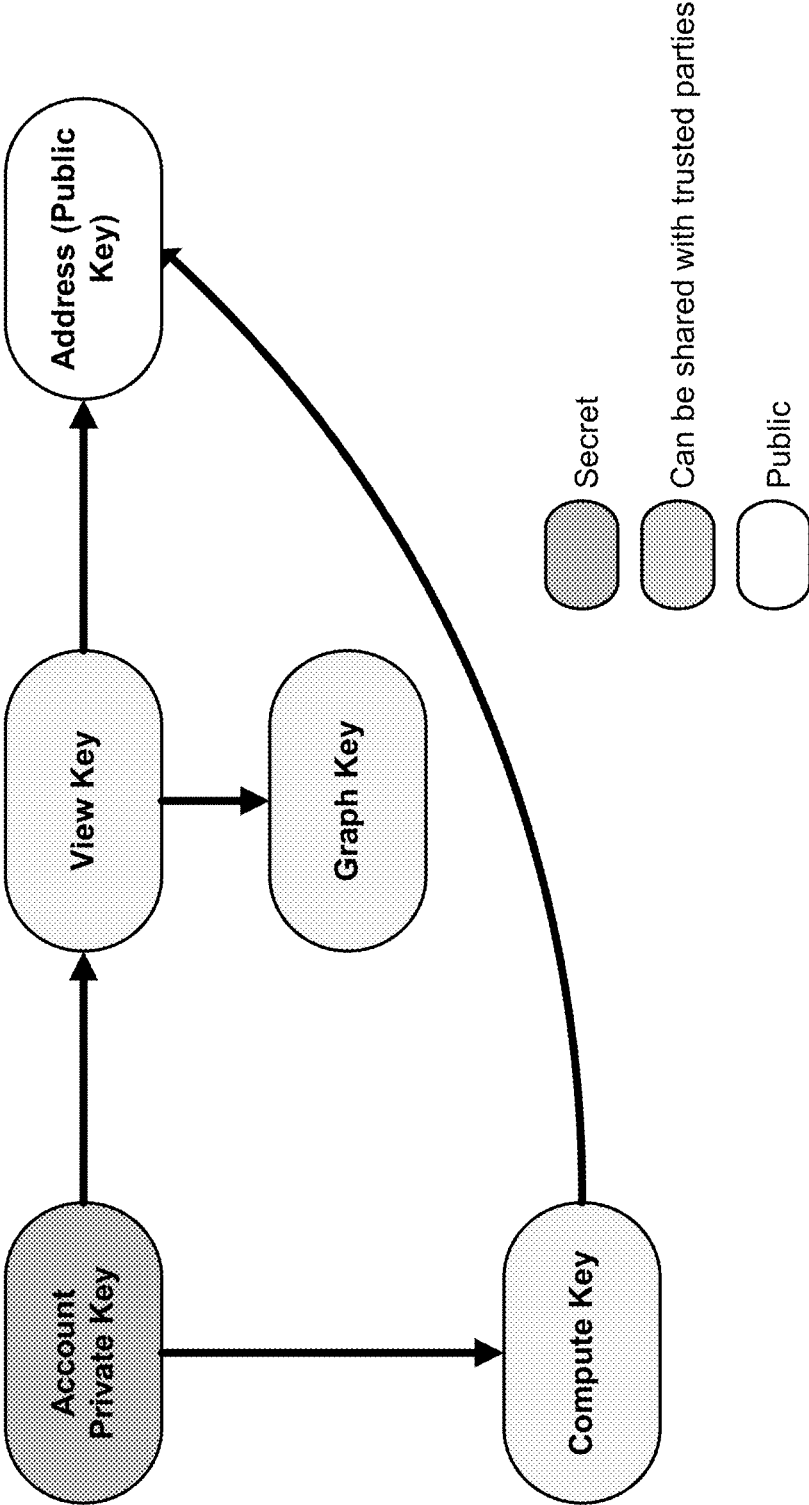 Account
Private Key
View Key
Address (Public
Key)
Graph Key
Compute Key
Secret
Can be shared with trusted parties
Public